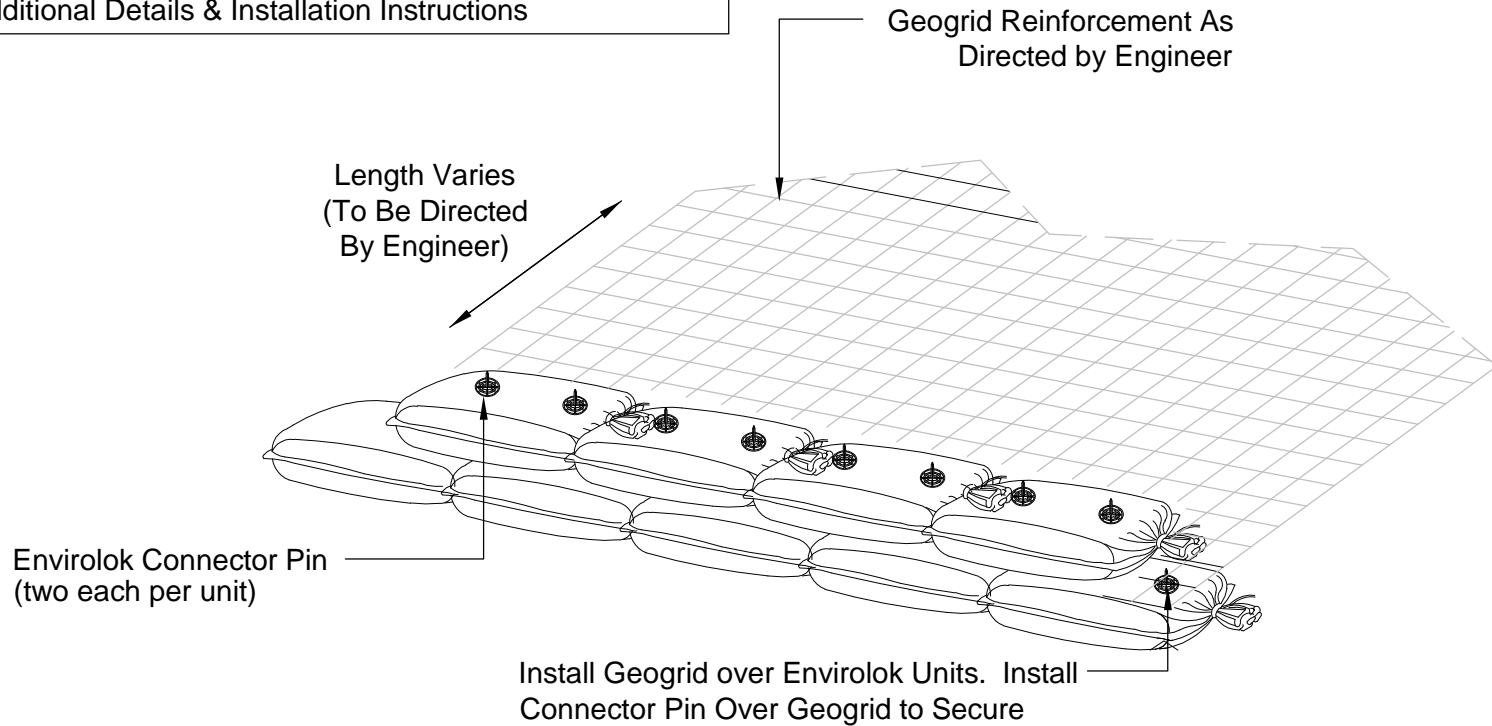 Additional Details & Installation Instructions
Geogrid Reinforcement As
Directed by Engineer
Length Varies
(To Be Directed
By Engineer)
Envirolok Connector Pin
(two each per unit)
Install Geogrid over Envirolok Units.  Install
Connector Pin Over Geogrid to Secure